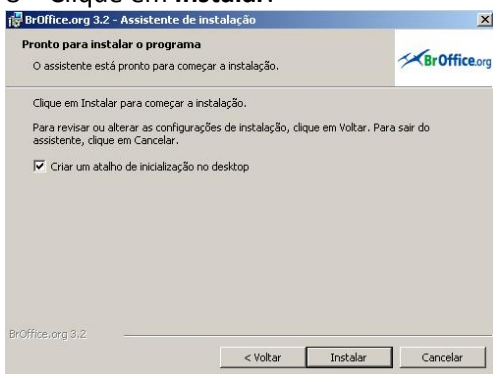 BrOffice.org 3.2 - Assistente de instalação
Pronto para instalar o programa
O assistente está pronto para começar a instalação.
BrOffice.org
Clique em Instalar para começar a instalação.
Para revisar ou alterar as configurações de instalação, clique em Voltar. Para sair do
assistente, clique em Cancelar.
Criar um atalho de inicialização no desktop
BrOffice.org 3.2
< Voltar
Instalar
Cancelar